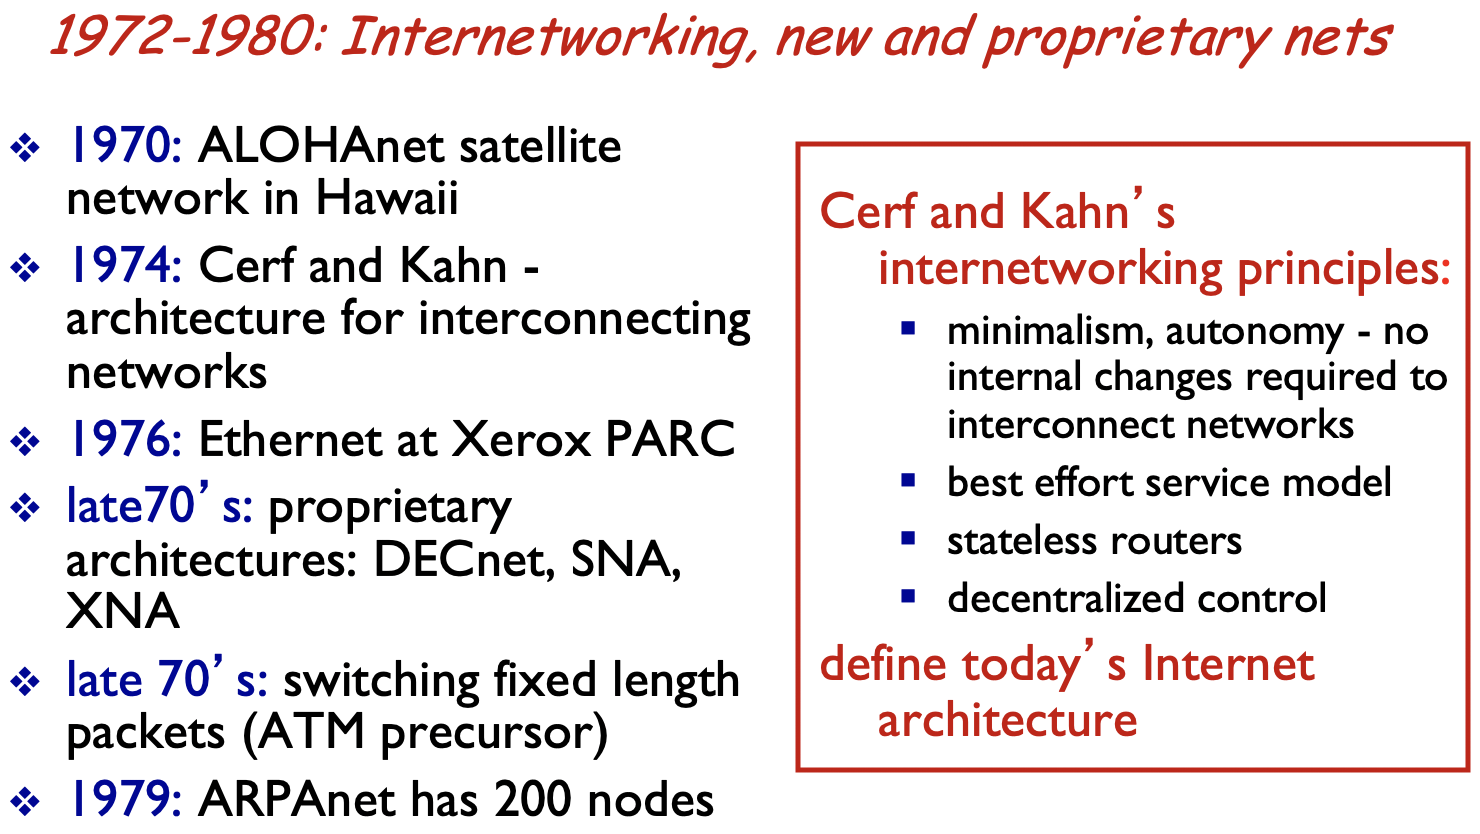 1972-1980: Internetworking, new and proprietary nets
❖ 1970: ALOHAnet satellite
network in Hawaii
❖ 1974: Cerf and Kahn -
architecture for interconnecting
networks
❖ 1976: Ethernet at Xerox PARC
❖ late70’s: proprietary
architectures: DECnet, SNA,
XNA
❖ late 70’s: switching fixed length
packets (ATM precursor)
❖ 1979: ARPAnet has 200 nodes
Cerf and Kahn’s
internetworking principles:
▪ minimalism, autonomy - no
internal changes required to
interconnect networks
▪ best effort service model
▪ stateless routers
▪ decentralized control
define today’s Internet
architecture